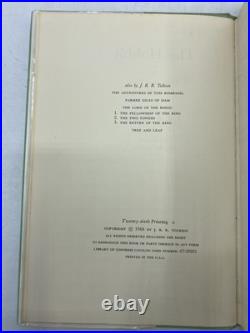 also by J. R. R. Tolkien
THE ADVENTURES OF TOM BOMBADIL
FARMER GILES OF HAM
THE LORD OF THE RINGS
1. THE FELLOWSHIP OF THE RING
2. THE TWO TOWERS
3. THE RETURN OF THE KING
TREE AND LEAF
Twenty-sixth Printing
COPYRIGHT © 1966 BY J. R. R. TOLKIEN
ALL RIGHTS RESERVED INCLUDING THE RIGHT
TO REPRODUCE THIS BOOK OR PARTS THEREOF IN ANY FORM
LIBRARY OF CONGRESS CATALOG CARD NUMBER:
PRINTED IN THE U.S.A.